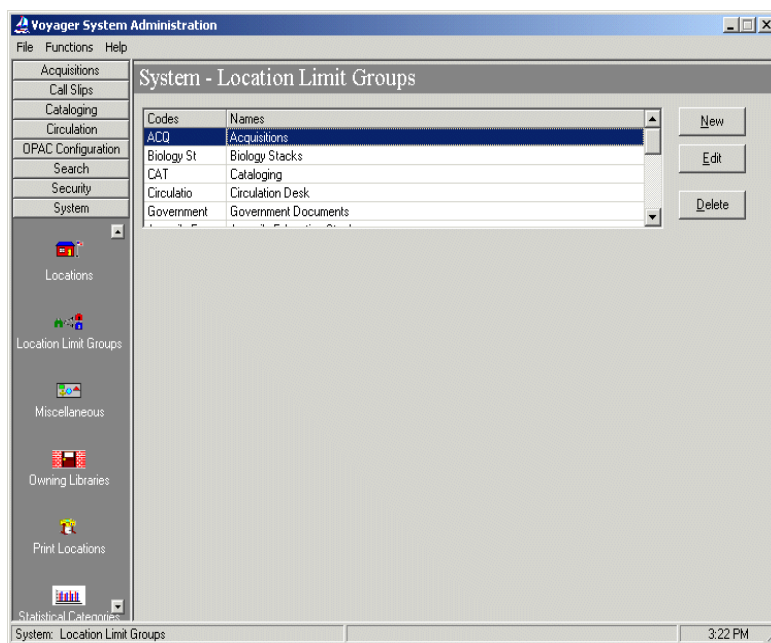 Voyager System Administration
File Functions Help
Acquisitions
Call Slips
Cataloging
Circulation
OPAC Configuration
Search
Security
System
Locations
Location Limit Groups
Miscellaneous
Owning Libraries
Print Locations
Statistical Categories
System - Location Limit Groups
Codes Names
ACQ Acquisitions
Biology St Biology Stacks
CAT Cataloging
Circulatio Circulation Desk
Government Government Documents
New
Edit
Delete
System: Location Limit Groups
3:22 PM